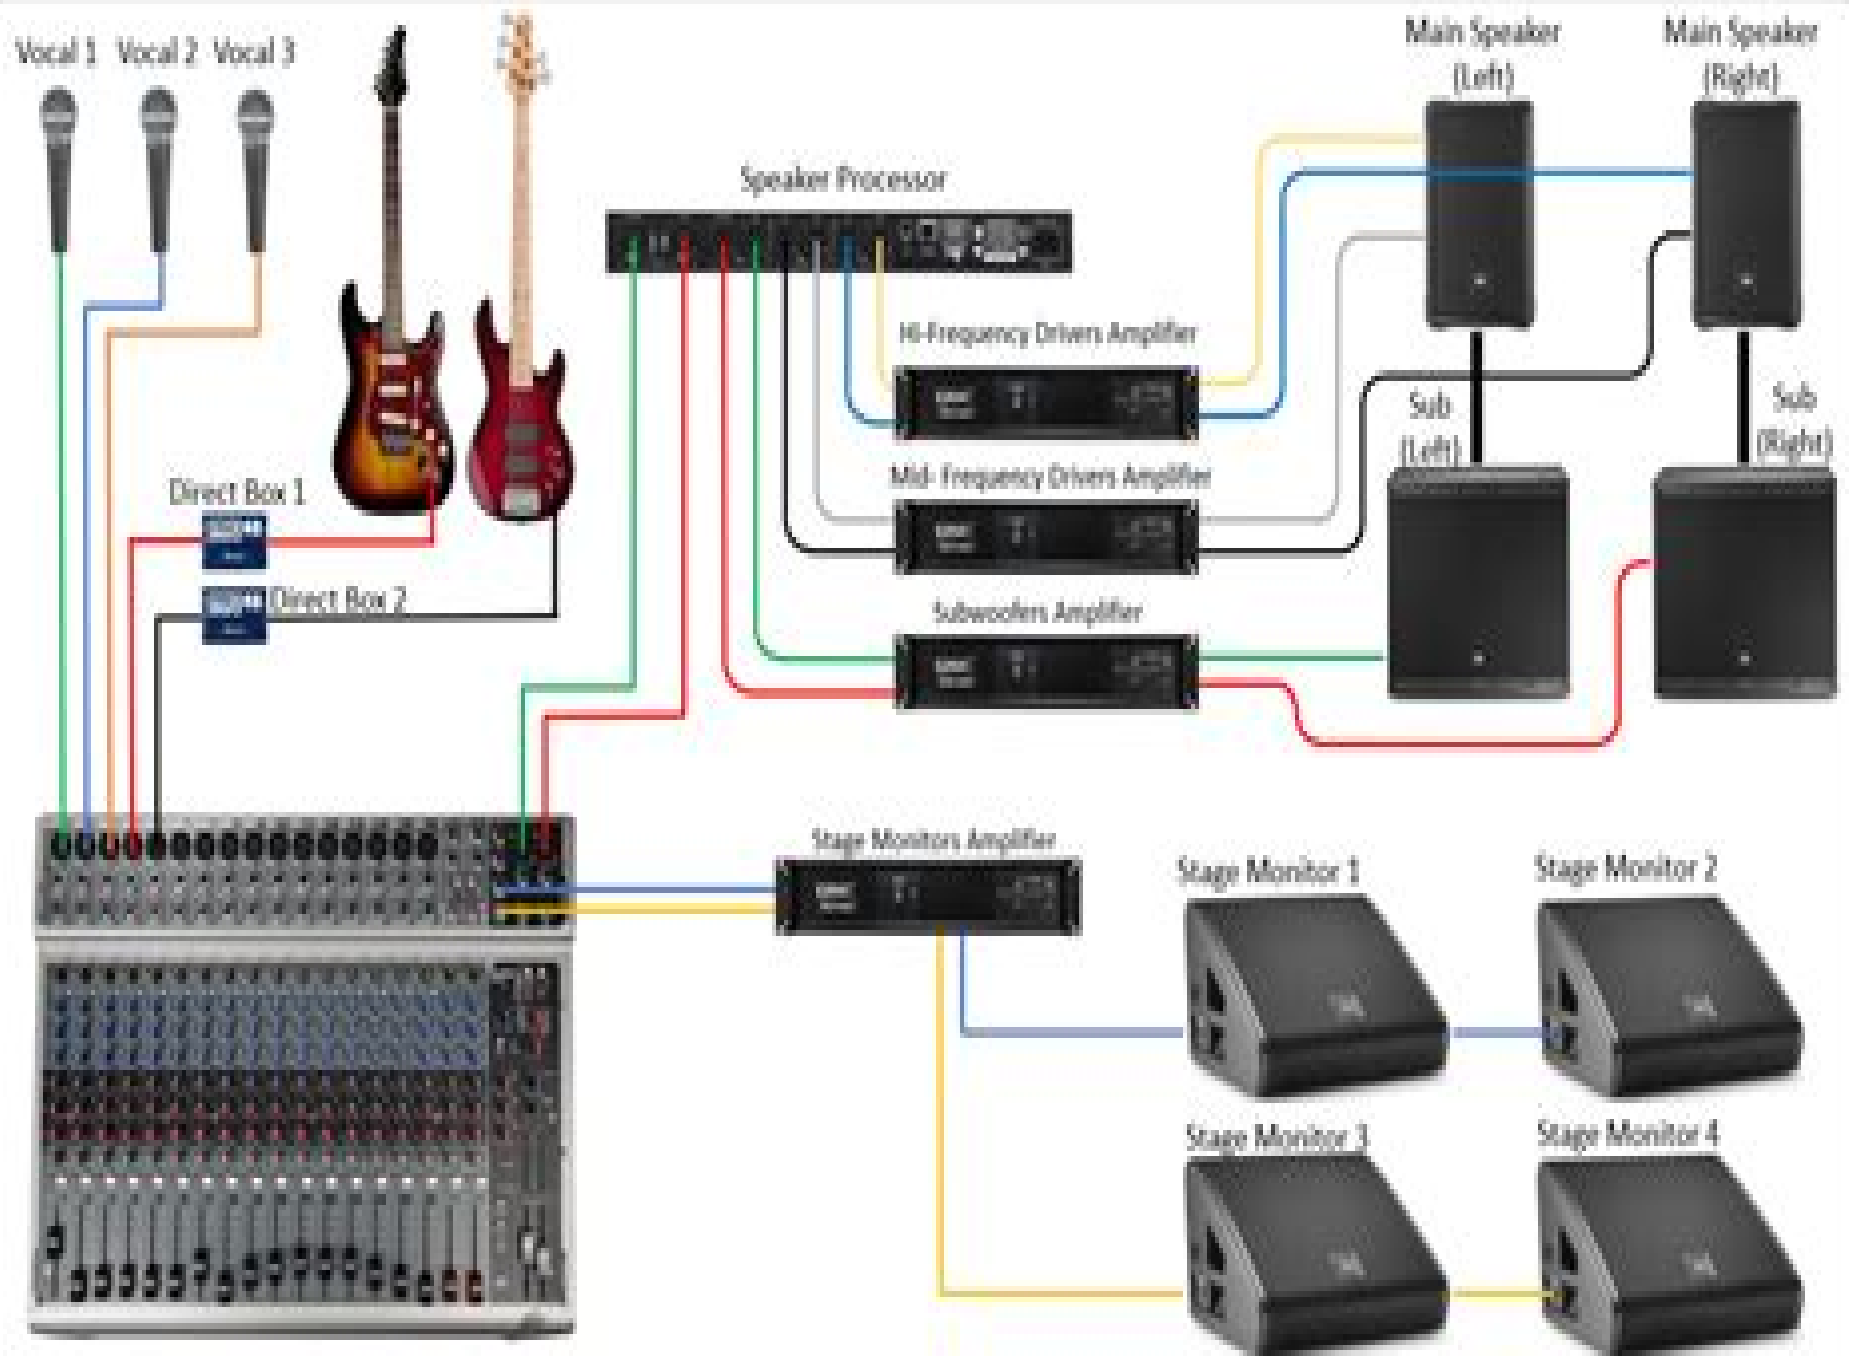 Vocal 1 Vocal 2 Vocal 3
Main Speaker
(Left)
Main Speaker
(Right)
Speaker Processor
Hi-Frequency Drivers Amplifier
Sub
(Left)
Sub
(Right)
Mid- Frequency Drivers Amplifier
Direct Box 1
Direct Box 2
Subwoofers Amplifier
Stage Monitors Amplifier
Stage Monitor 1
Stage Monitor 2
Stage Monitor 3
Stage Monitor 4